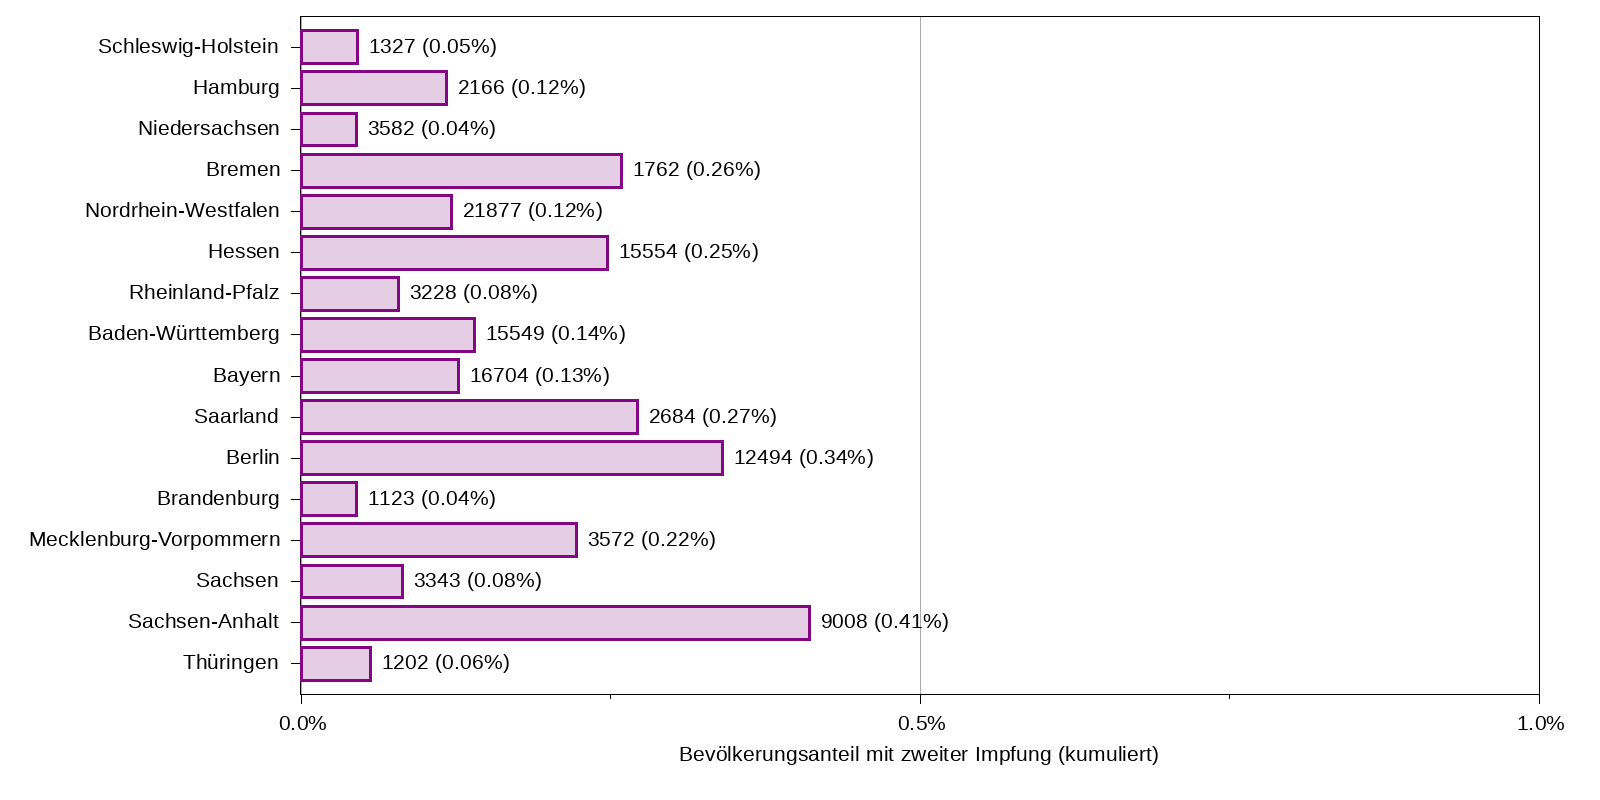 Schleswig-Holstein 1327 (0.05%)
Hamburg 2166 (0.12%)
Niedersachsen 3582 (0.04%)
Bremen 1762 (0.26%)
Nordrhein-Westfalen 21877 (0.12%)
Hessen 15554 (0.25%)
Rheinland-Pfalz 3228 (0.08%)
Baden-Württemberg 15549 (0.14%)
Bayern 16704 (0.13%)
Saarland 2684 (0.27%)
Berlin 12494 (0.34%)
Brandenburg 1123 (0.04%)
Mecklenburg-Vorpommern 3572 (0.22%)
Sachsen 3343 (0.08%)
Sachsen-Anhalt 9008 (0.41%)
Thüringen 1202 (0.06%)
0.0% 0.5% 1.0%
Bevölkerungsanteil mit zweiter Impfung (kumuliert)